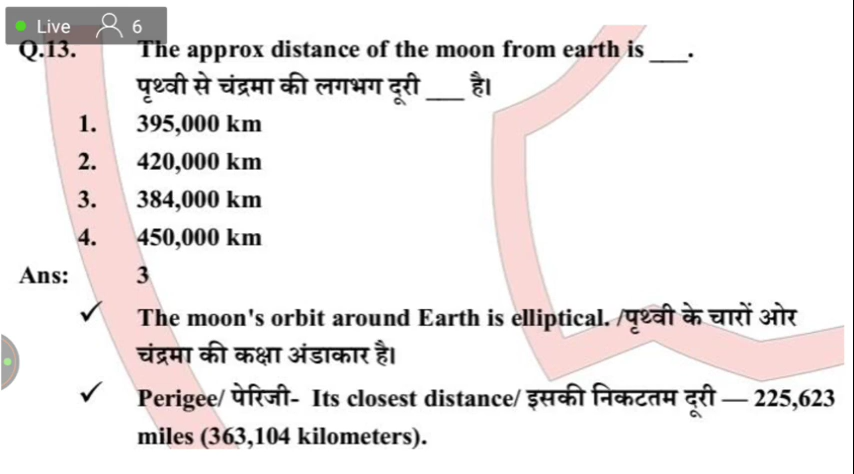 Live 6
Q.13. The approx distance of the moon from earth is ___.
पृथ्वी से चंद्रमा की लगभग दूरी ___ है।
1. 395,000 km
2. 420,000 km
3. 384,000 km
4. 450,000 km
Ans: 3
✓ The moon's orbit around Earth is elliptical. /पृथ्वी के चारों ओर
चंद्रमा की कक्षा अंडाकार है।
✓ Perigee/ पेरिजी- Its closest distance/ इसकी निकटतम दूरी — 225,623
miles (363,104 kilometers).